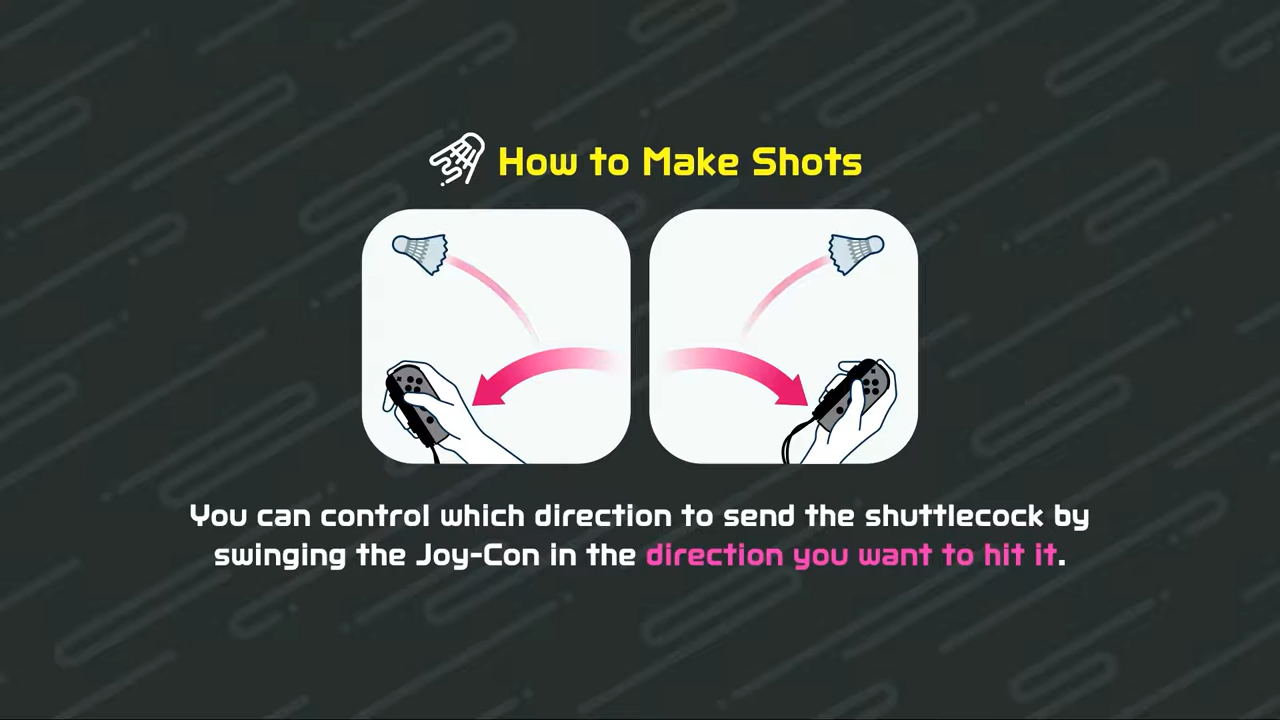 How to Make Shots
You can control which direction to send the shuttlecock by
swinging the Joy-Con in the direction you want to hit it.